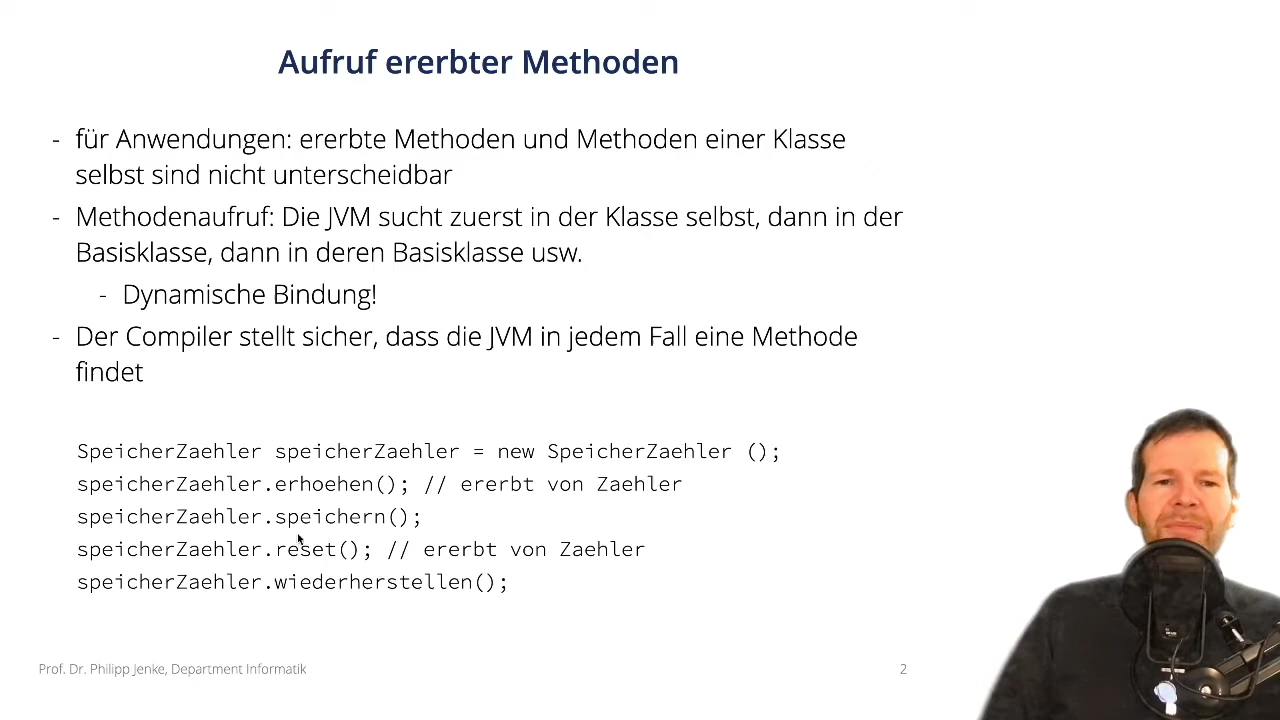 Aufruf ererbter Methoden
- für Anwendungen: ererbte Methoden und Methoden einer Klasse
selbst sind nicht unterscheidbar
- Methodenaufruf: Die JVM sucht zuerst in der Klasse selbst, dann in der
Basisklasse, dann in deren Basisklasse usw.
- Dynamische Bindung!
- Der Compiler stellt sicher, dass die JVM in jedem Fall eine Methode
findet
SpeicherZaehler speicherZaehler = new SpeicherZaehler ();
speicherZaehler.erhoehen(); // ererbt von Zaehler
speicherZaehler.speichern();
speicherZaehler.reset(); // ererbt von Zaehler
speicherZaehler.wiederherstellen();
Prof. Dr. Philipp Jenke, Department Informatik
2